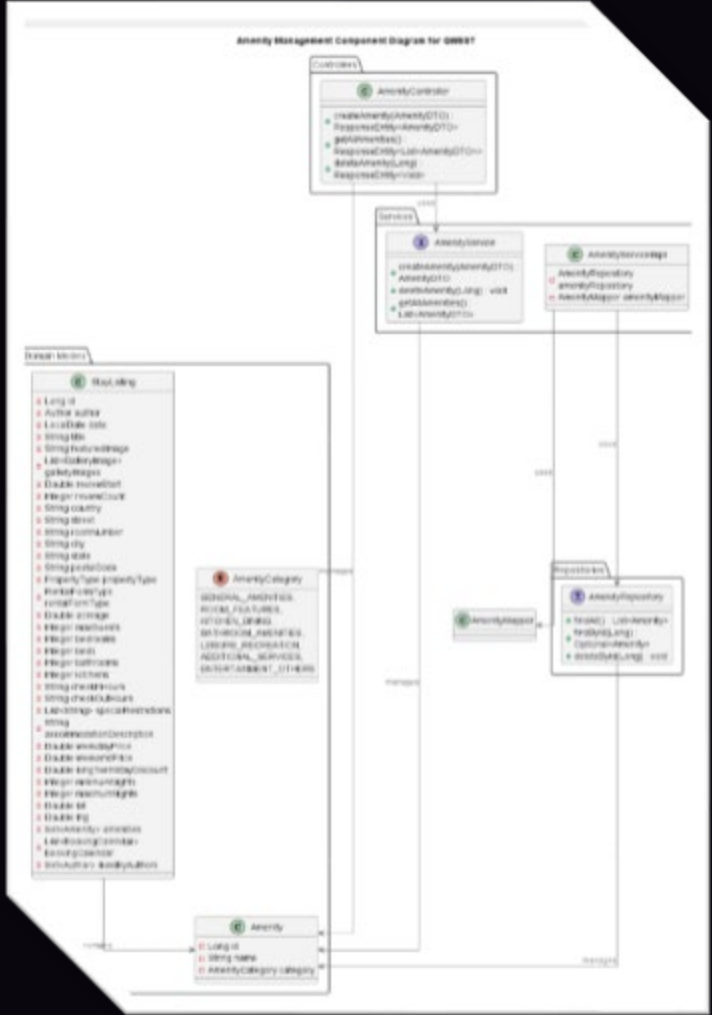 Amenity Management Component Diagram for QWEST
Controllers
AmenityController
createAmenity(AmenityDTO) :
ResponseEntity<AmenityDTO>
getAllAmenities() :
ResponseEntity<List<AmenityDTO>>
deleteAmenity(Long) :
ResponseEntity<Void>
uses
Services
AmenityService
createAmenity(AmenityDTO) :
AmenityDTO
deleteAmenity(Long) : void
getAllAmenities() :
List<AmenityDTO>
AmenityServiceImpl
AmenityRepository
amenityRepository
AmenityMapper amenityMapper
Domain Models
StayListing
Long id
Author author
LocalDate date
String title
String featuredImage
List<GalleryImage>
galleryImages
Double reviewStart
Integer reviewCount
String country
String street
String roomNumber
String city
String state
String postalCode
PropertyType propertyType
RentalFormType
rentalFormType
Double acreage
Integer maxGuests
Integer bedrooms
Integer beds
Integer bathrooms
Integer kitchens
String checkInHours
String checkOutHours
List<String> specialRestrictions
String
accommodationDescription
Double weekdayPrice
Double weekendPrice
Double longTermStayDiscount
Integer minimumNights
Integer maximumNights
Double lat
Double lng
Set<Amenity> amenities
List<BookingCalendar>
bookingCalendar
Set<Author> likedByAuthors
AmenityCategory
GENERAL_AMENITIES,
ROOM_FEATURES,
KITCHEN_DINING,
BATHROOM_AMENITIES,
LEISURE_RECREATION,
ADDITIONAL_SERVICES,
ENTERTAINMENT_OTHERS
manages
uses
uses
Repositories
AmenityRepository
findAll() : List<Amenity>
findById(Long) :
Optional<Amenity>
deleteById(Long) : void
AmenityMapper
manages
Amenity
Long id
String name
AmenityCategory category
contains
manages